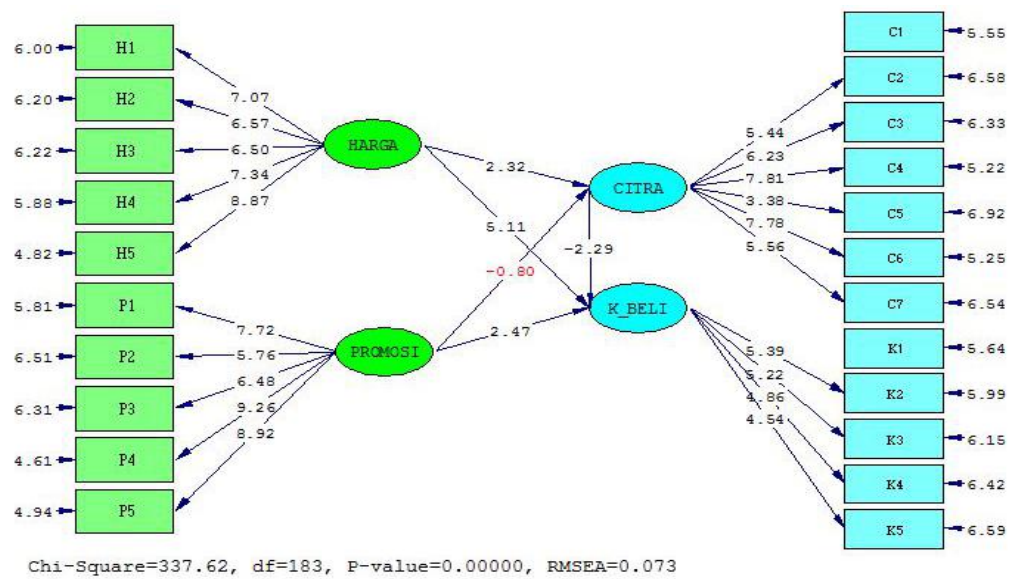 6.00 H1
6.20 H2
6.22 H3
5.88 H4
4.82 H5
5.81 P1
6.51 P2
6.31 P3
4.61 P4
4.94 P5
7.07
6.57
6.50
7.34
8.87
HARGA
7.72
5.76
6.48
9.26
8.92
PROMOSI
2.32
5.11
-0.80
2.47
-2.29
CITRA
K_BELI
5.44
6.23
7.81
3.38
7.78
5.56
5.39
5.22
4.86
4.54
C1 5.55
C2 6.58
C3 6.33
C4 5.22
C5 6.92
C6 5.25
C7 6.54
K1 5.64
K2 5.99
K3 6.15
K4 6.42
K5 6.59
Chi-Square=337.62, df=183, P-value=0.00000, RMSEA=0.073